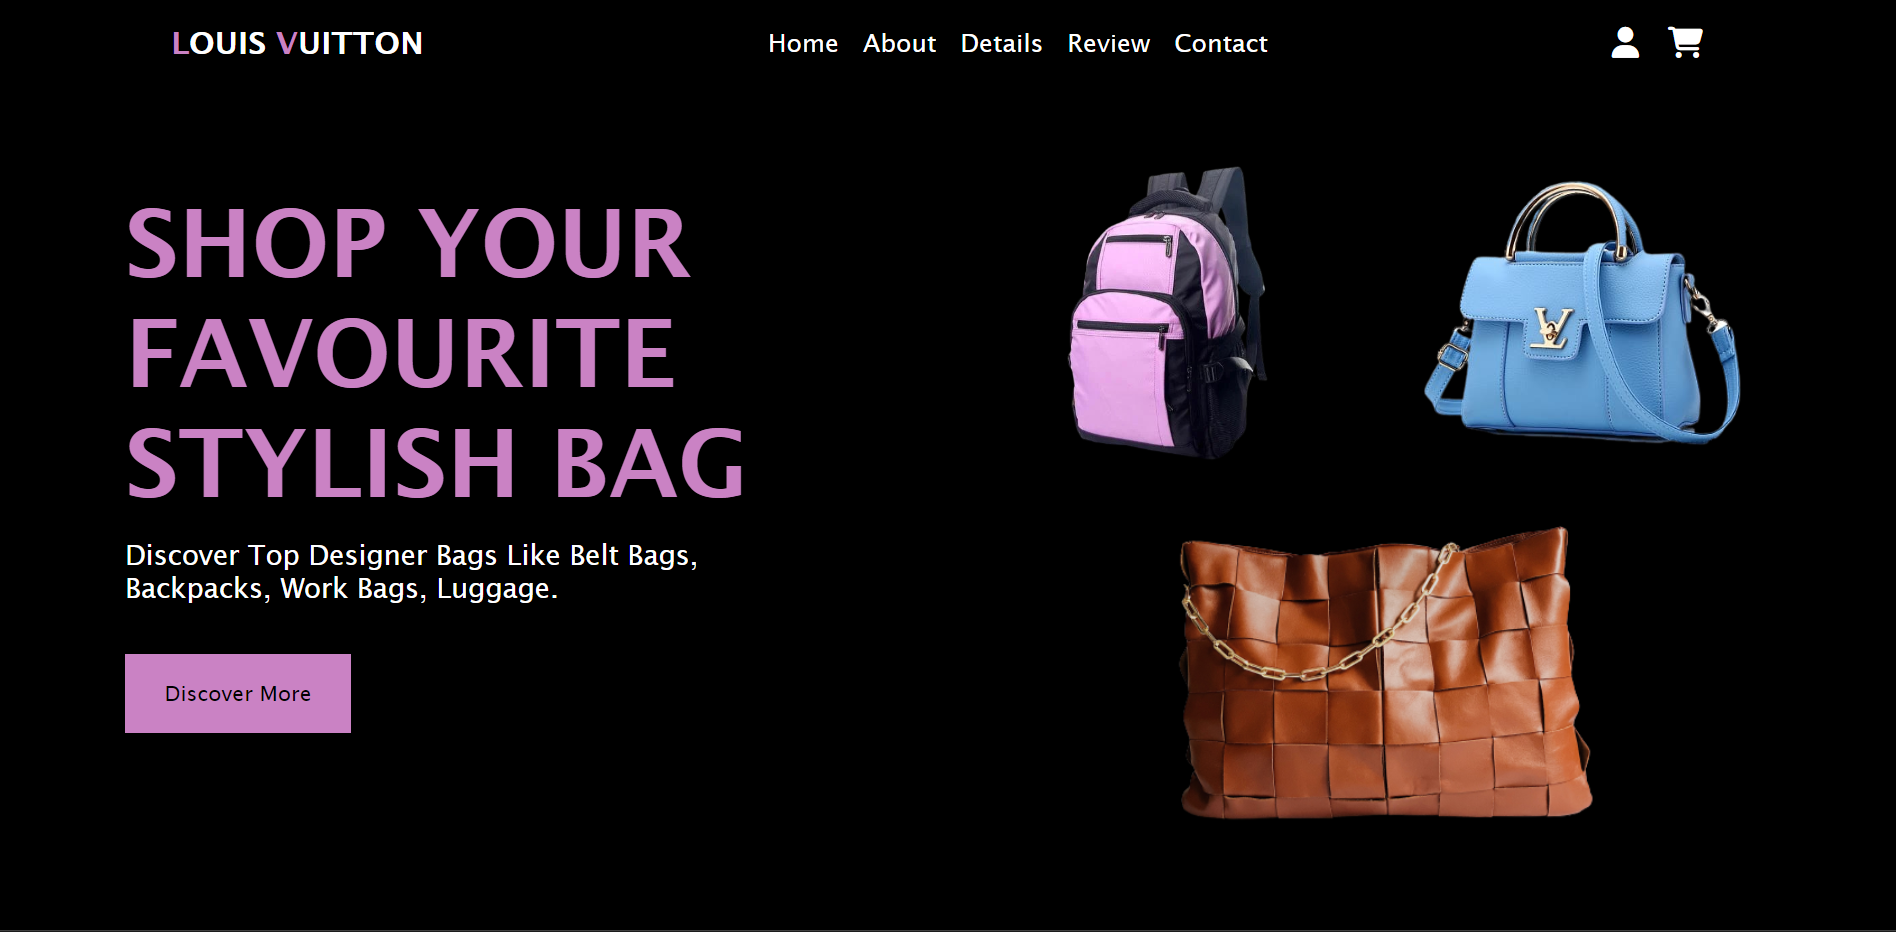 LOUIS VUITTON
Home About Details Review Contact
SHOP YOUR
FAVOURITE
STYLISH BAG
Discover Top Designer Bags Like Belt Bags,
Backpacks, Work Bags, Luggage.
Discover More
LV